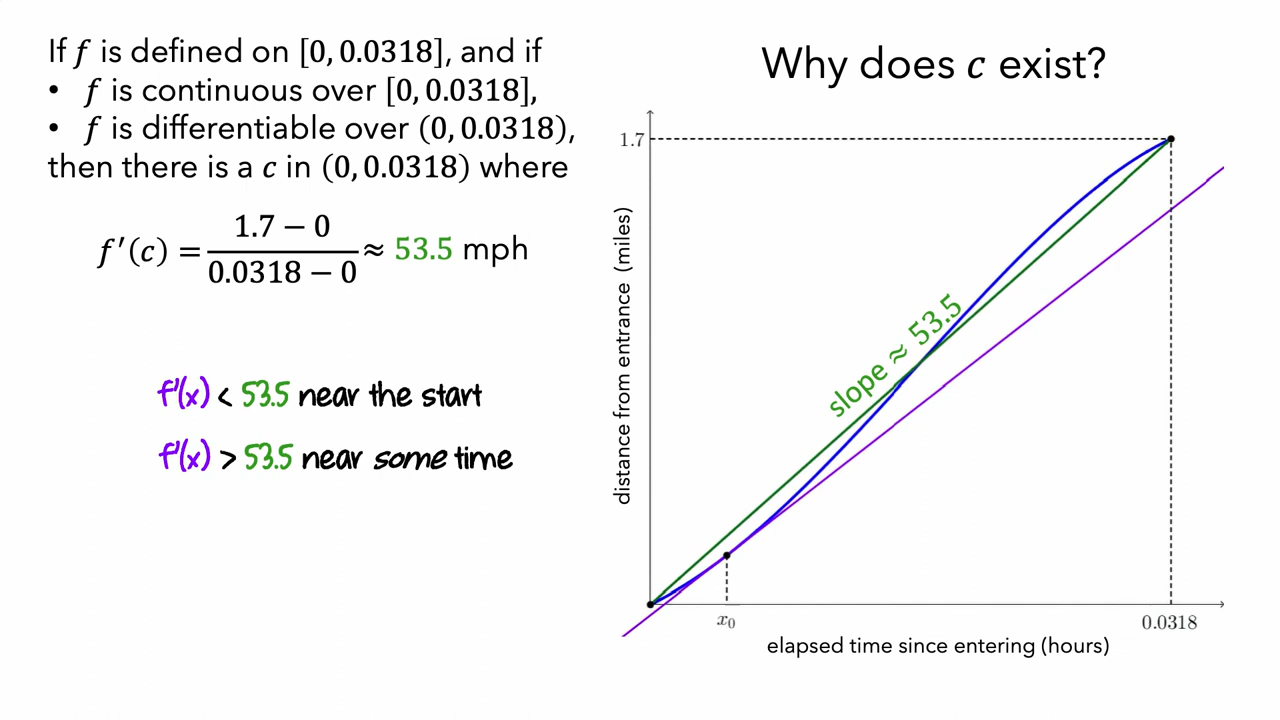 If f is defined on [0, 0.0318], and if
• f is continuous over [0, 0.0318],
• f is differentiable over (0, 0.0318),
then there is a c in (0, 0.0318) where
f′(c) = (1.7 − 0)/(0.0318 − 0) ≈ 53.5 mph
f'(x) < 53.5 near the start
f'(x) > 53.5 near some time
Why does c exist?
1.7
distance from entrance (miles)
slope ≈ 53.5
x₀
0.0318
elapsed time since entering (hours)